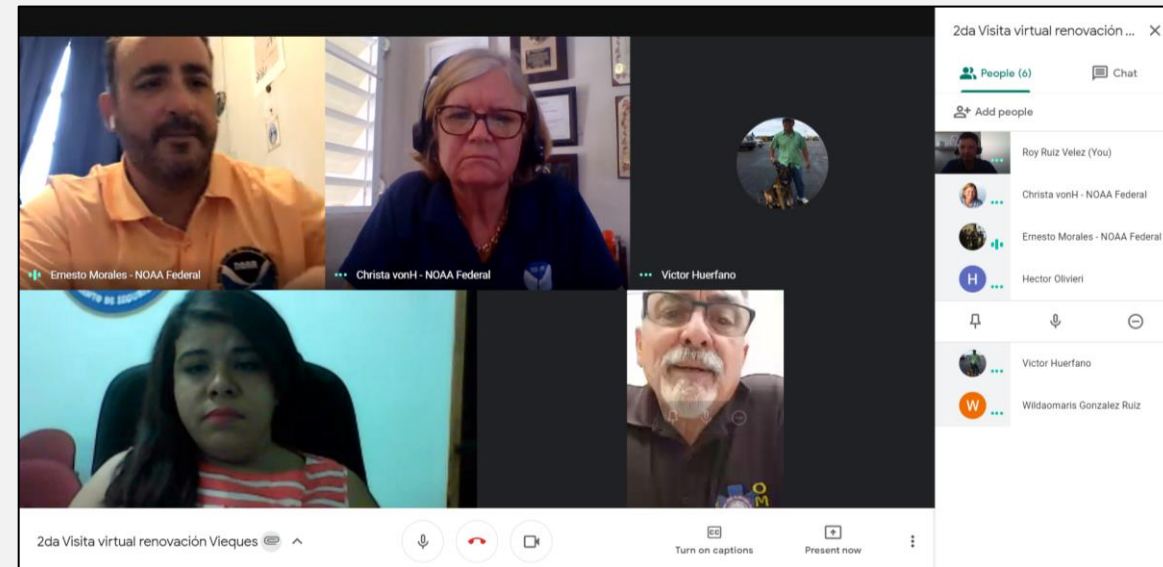 2da Visita virtual renovación ...
People (6)
Chat
Add people
Roy Ruiz Velez (You)
Christa vonH - NOAA Federal
Ernesto Morales - NOAA Federal
H
Hector Olivieri
Victor Huerfano
W
Wildaomaris Gonzalez Ruiz
Ernesto Morales - NOAA Federal
Christa vonH - NOAA Federal
Victor Huerfano
OM
2da Visita virtual renovación Vieques
CC
Turn on captions
Present now